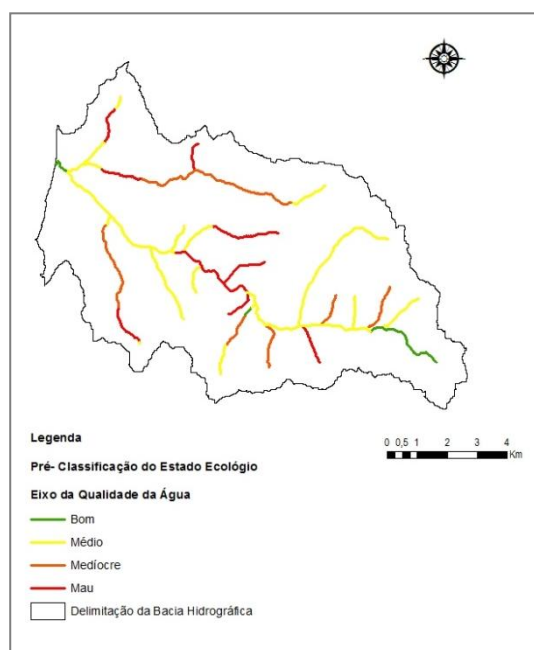 Legenda
0 0,5 1 2 3 4
Km
Pré- Classificação do Estado Ecológio
Eixo da Qualidade da Água
Bom
Médio
Medíocre
Mau
Delimitação da Bacia Hidrográfica